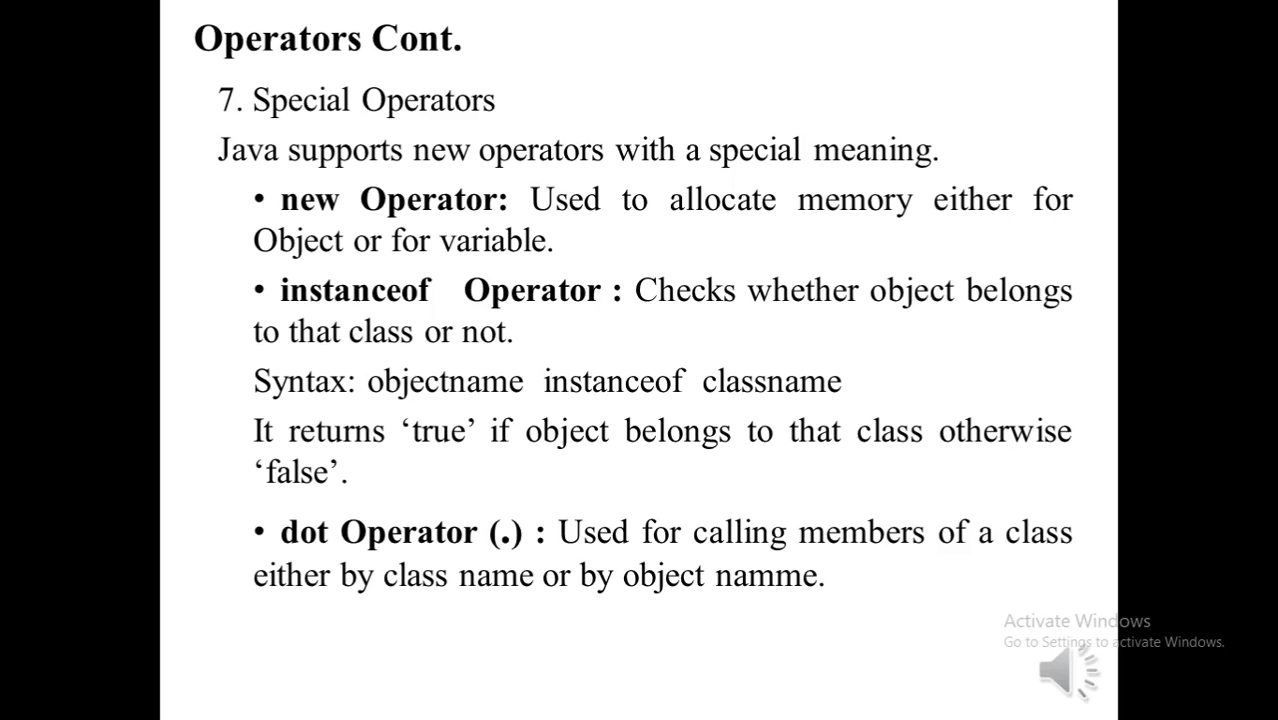 Operators Cont.
7. Special Operators
Java supports new operators with a special meaning.
• new Operator: Used to allocate memory either for
Object or for variable.
• instanceof Operator : Checks whether object belongs
to that class or not.
Syntax: objectname instanceof classname
It returns ‘true’ if object belongs to that class otherwise
‘false’.
• dot Operator (.) : Used for calling members of a class
either by class name or by object namme.
Activate Windows
Go to Settings to activate Windows.